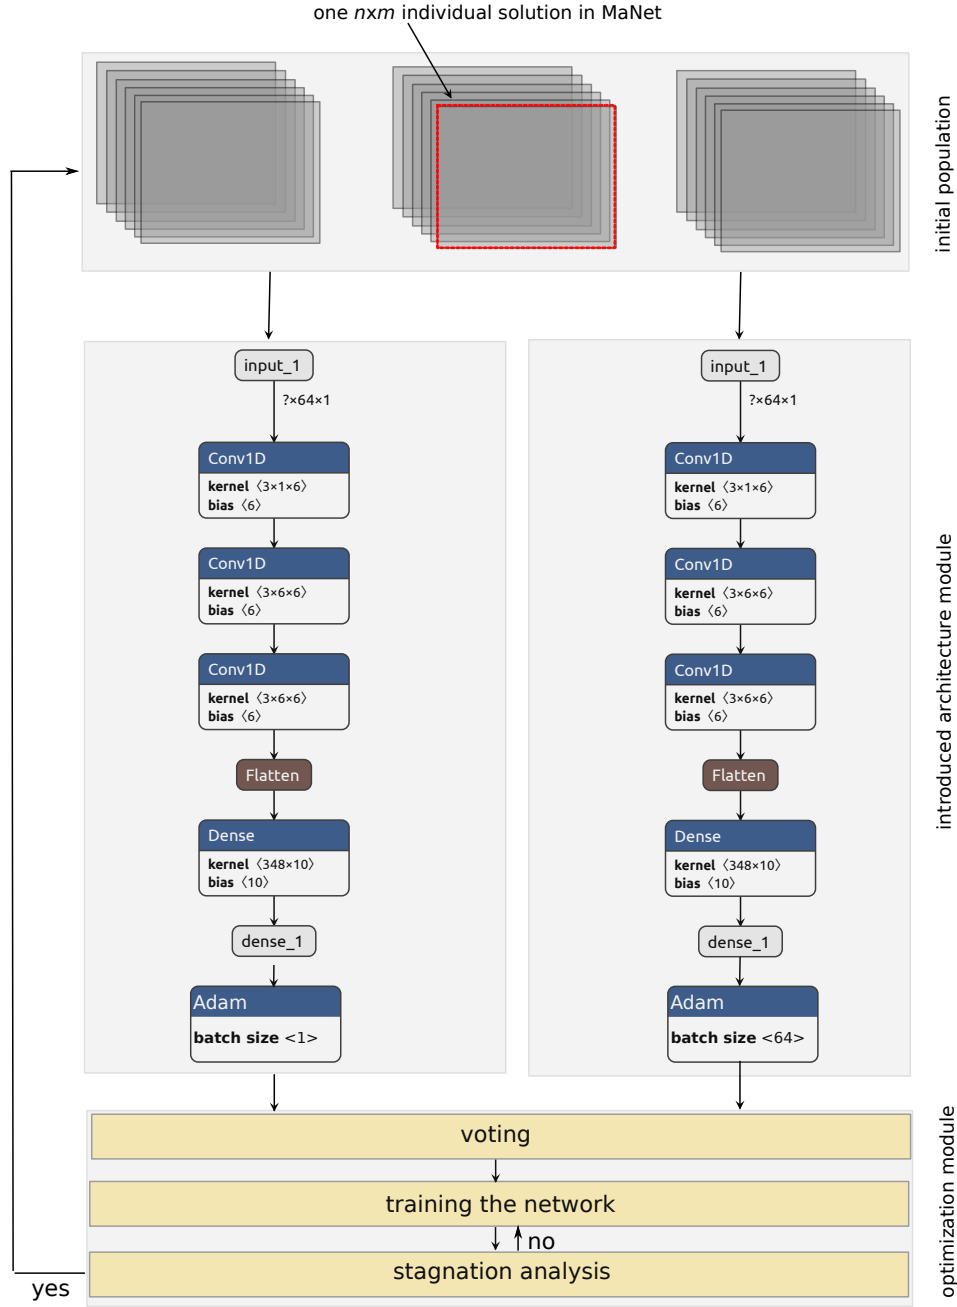 one nxm individual solution in MaNet
initial population
input_1
?×64×1
Conv1D
kernel 〈3×1×6〉
bias 〈6〉
Conv1D
kernel 〈3×6×6〉
bias 〈6〉
Conv1D
kernel 〈3×6×6〉
bias 〈6〉
Flatten
Dense
kernel 〈348×10〉
bias 〈10〉
dense_1
Adam
batch size <1>
input_1
?×64×1
Conv1D
kernel 〈3×1×6〉
bias 〈6〉
Conv1D
kernel 〈3×6×6〉
bias 〈6〉
Conv1D
kernel 〈3×6×6〉
bias 〈6〉
Flatten
Dense
kernel 〈348×10〉
bias 〈10〉
dense_1
Adam
batch size <64>
introduced architecture module
voting
training the network
no
stagnation analysis
yes
optimization module